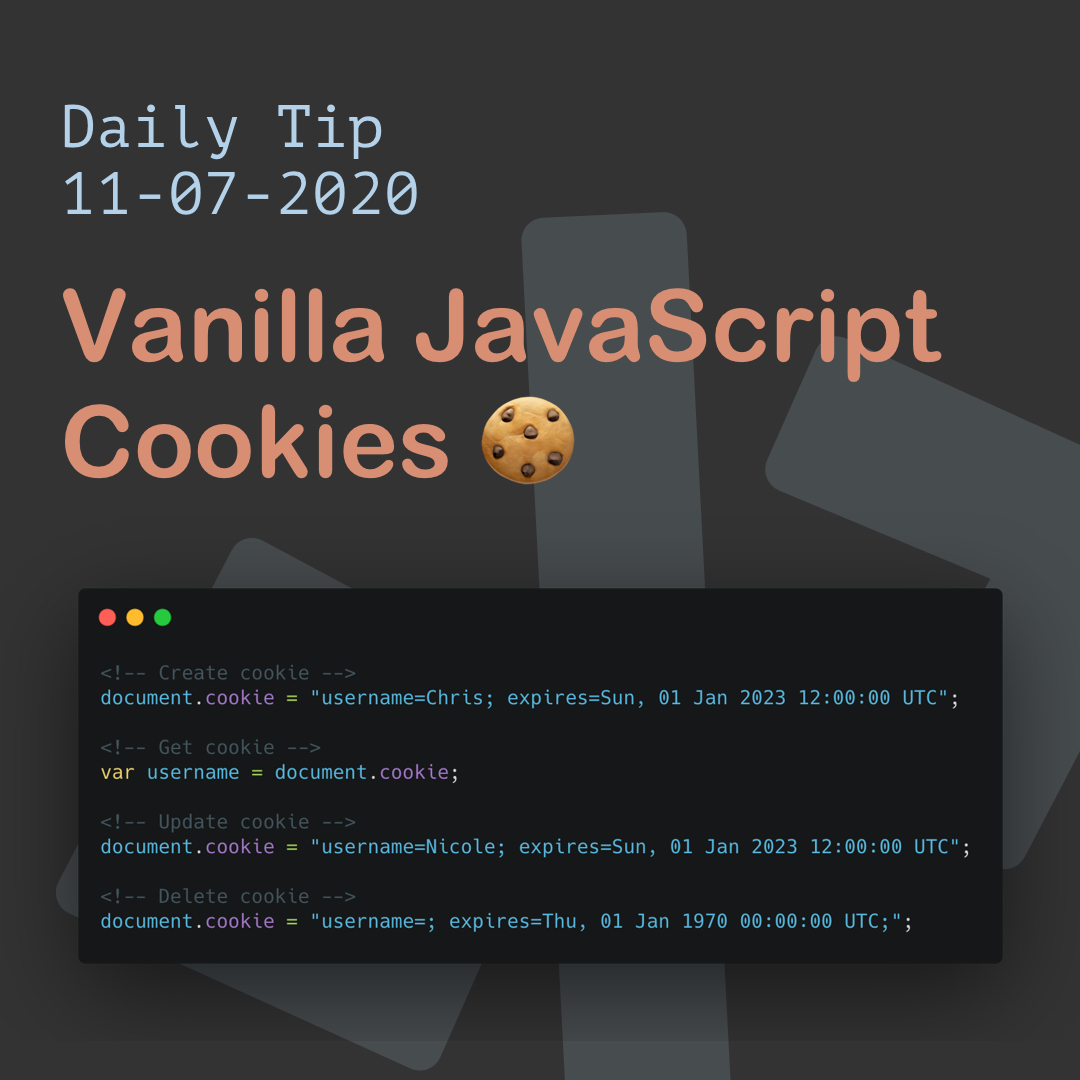 Daily Tip
11-07-2020
Vanilla JavaScript
Cookies 🍪
<!-- Create cookie -->
document.cookie = "username=Chris; expires=Sun, 01 Jan 2023 12:00:00 UTC";
<!-- Get cookie -->
var username = document.cookie;
<!-- Update cookie -->
document.cookie = "username=Nicole; expires=Sun, 01 Jan 2023 12:00:00 UTC";
<!-- Delete cookie -->
document.cookie = "username=; expires=Thu, 01 Jan 1970 00:00:00 UTC;";